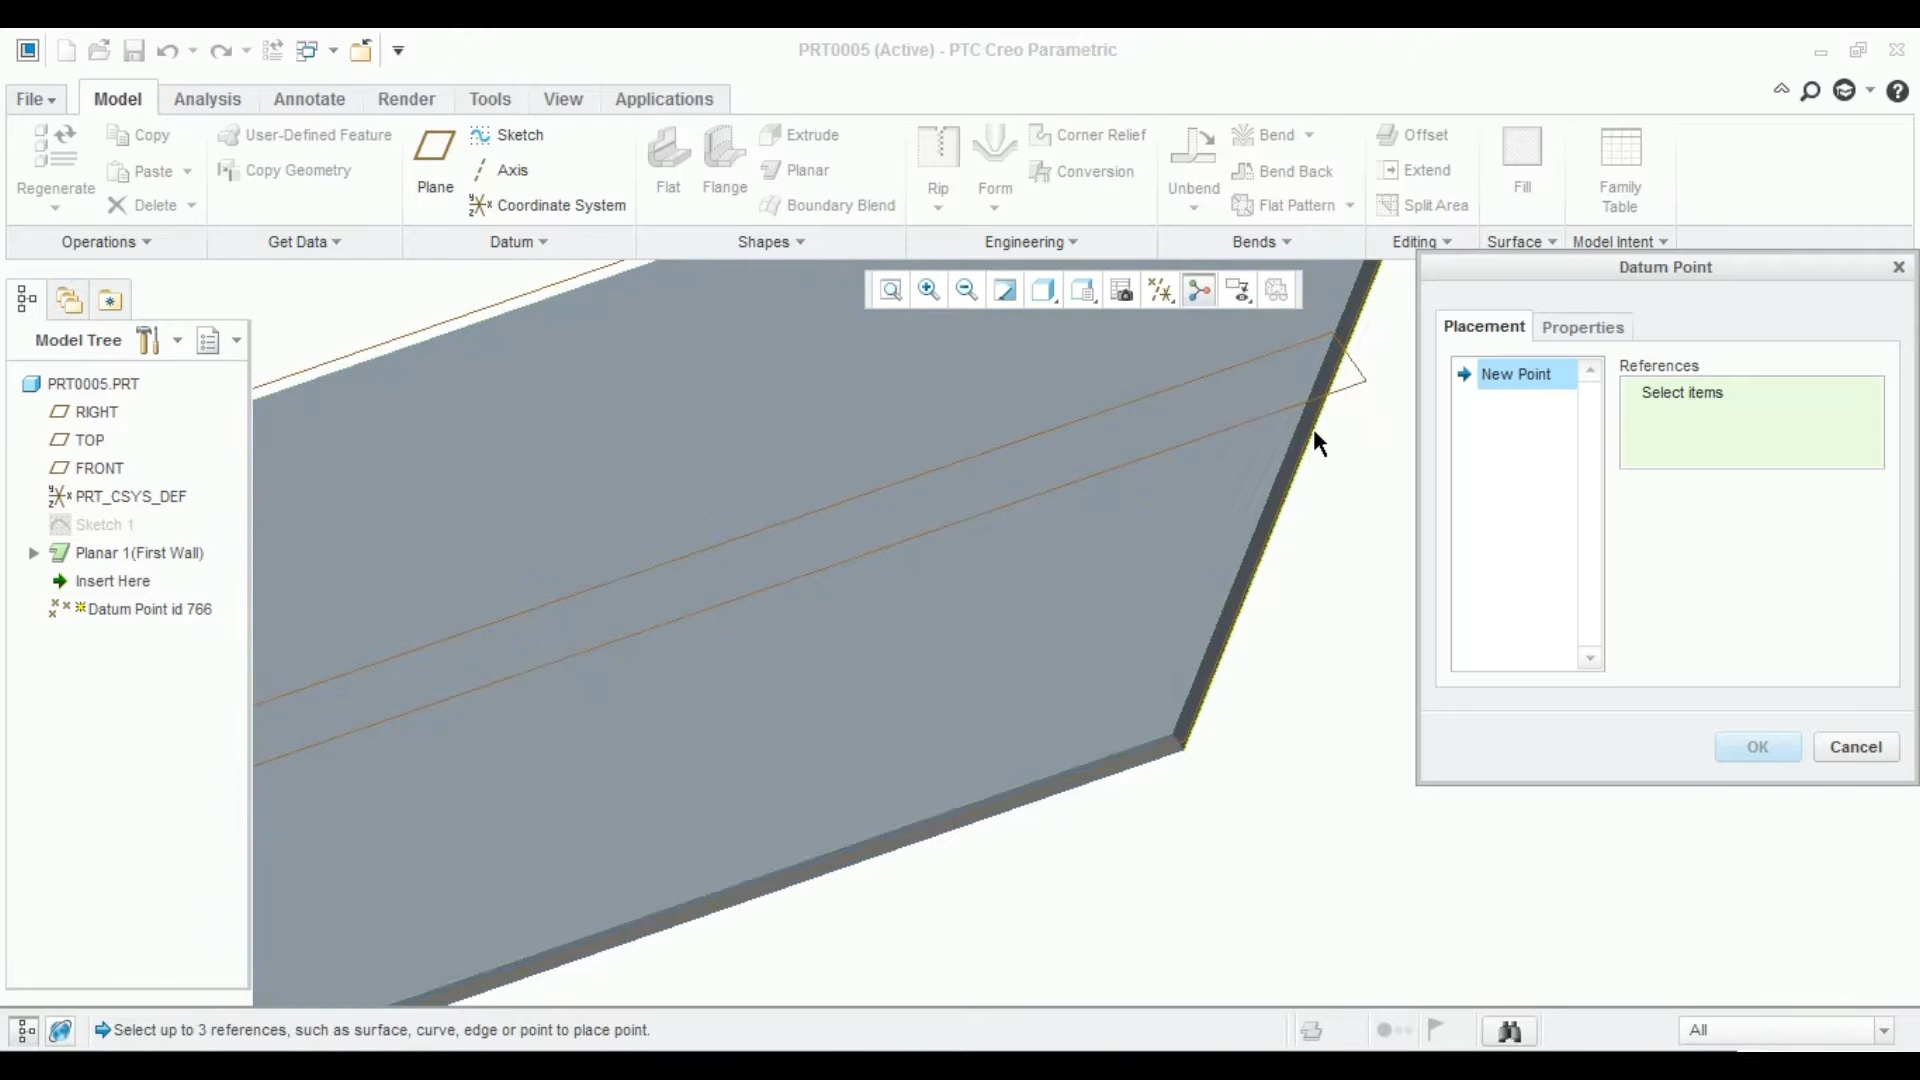 PRT0005 (Active) - PTC Creo Parametric
File Model Analysis Annotate Render Tools View Applications
Regenerate
Copy
Paste
Delete
Operations
User-Defined Feature
Copy Geometry
Get Data
Plane
Sketch
Axis
Coordinate System
Datum
Flat
Flange
Extrude
Planar
Boundary Blend
Shapes
Rip
Form
Corner Relief
Conversion
Engineering
Unbend
Bend
Bend Back
Flat Pattern
Bends
Offset
Extend
Split Area
Editing
Fill
Surface
Family
Table
Model Intent
Model Tree
PRT0005.PRT
RIGHT
TOP
FRONT
PRT_CSYS_DEF
Sketch 1
Planar 1(First Wall)
Insert Here
Datum Point id 766
Datum Point
Placement Properties
New Point
References
Select items
OK Cancel
Select up to 3 references, such as surface, curve, edge or point to place point.
All